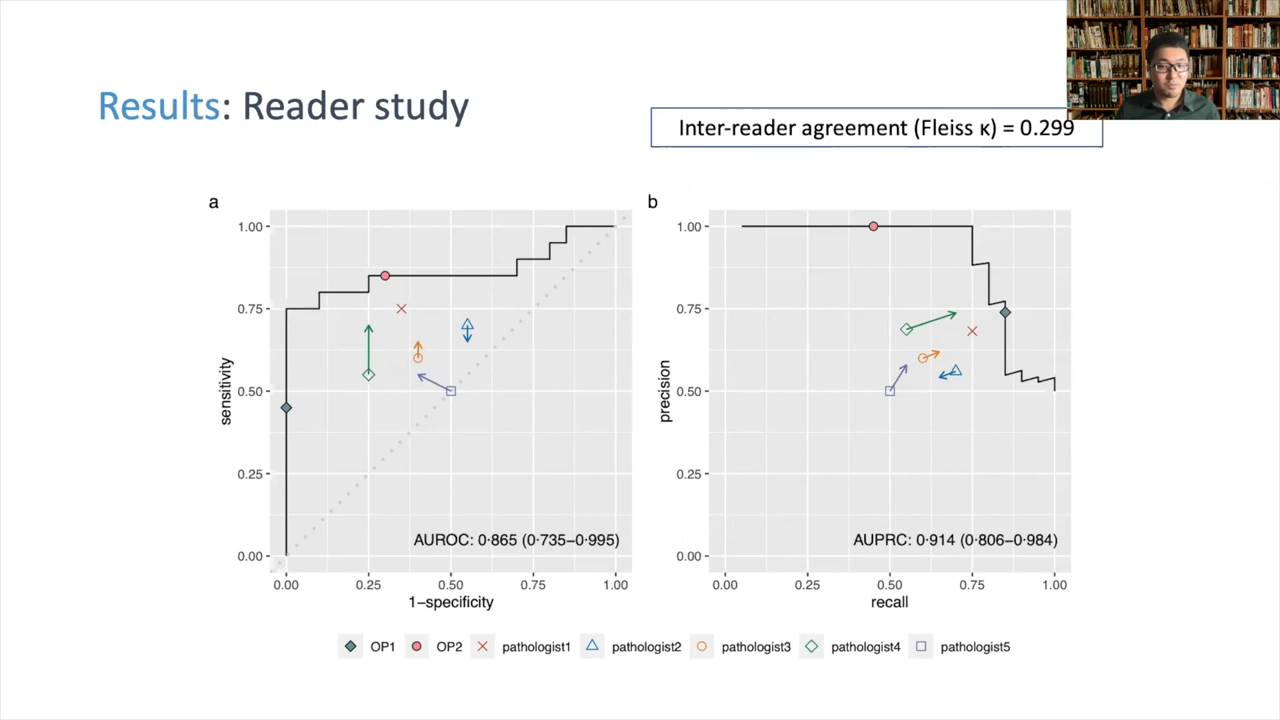 Results: Reader study
Inter-reader agreement (Fleiss κ) = 0.299
a
1.00
0.75
0.50
0.25
0.00
sensitivity
AUROC: 0·865 (0·735–0·995)
0.00 0.25 0.50 0.75 1.00
1–specificity
b
1.00
0.75
0.50
0.25
0.00
precision
AUPRC: 0·914 (0·806–0·984)
0.00 0.25 0.50 0.75 1.00
recall
OP1 OP2 pathologist1 pathologist2 pathologist3 pathologist4 pathologist5